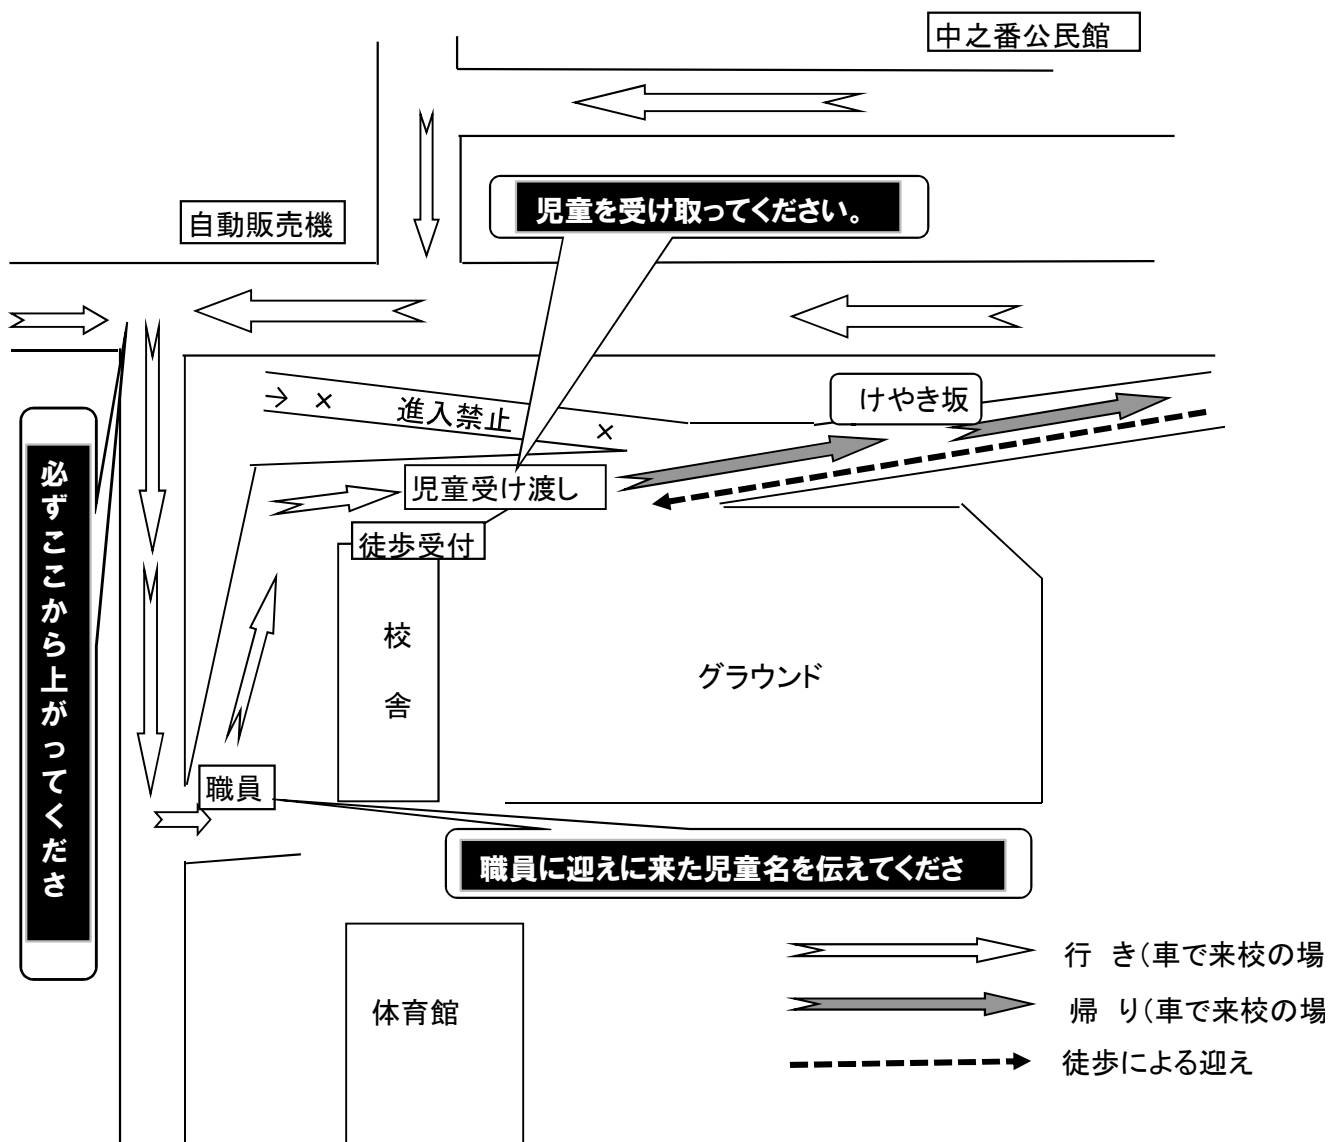 中之番公民館
児童を受け取ってください。
自動販売機
けやき坂
進入禁止
児童受け渡し
徒歩受付
必ずここから上がってくださ
校
舎
グラウンド
職員
職員に迎えに来た児童名を伝えてくださ
体育館
行 き(車で来校の場
帰 り(車で来校の場
徒歩による迎え